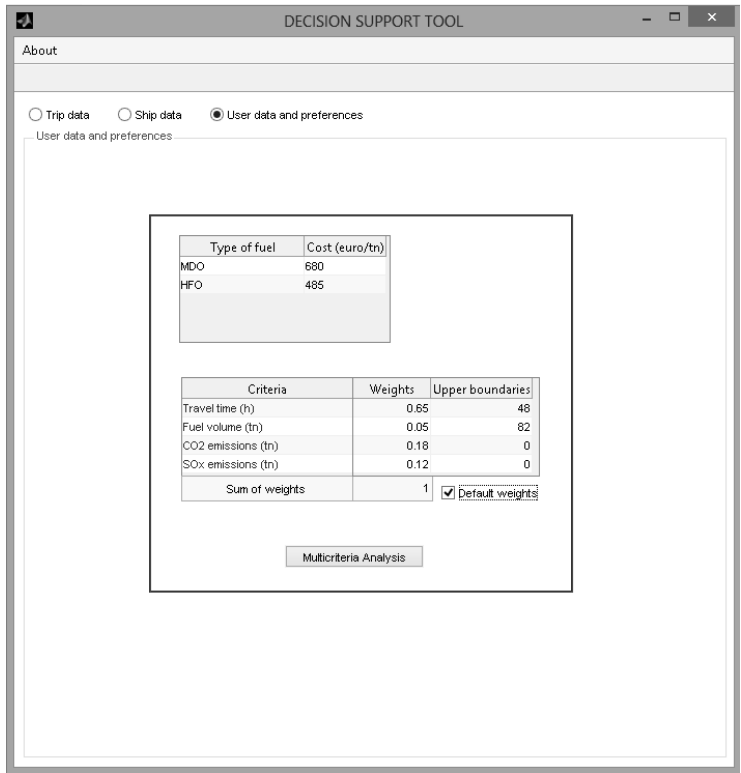 DECISION SUPPORT TOOL
About
Trip data Ship data User data and preferences
User data and preferences
Type of fuel Cost (euro/tn)
MDO 680
HFO 485
Criteria Weights Upper boundaries
Travel time (h) 0.65 48
Fuel volume (tn) 0.05 82
CO2 emissions (tn) 0.18 0
SOx emissions (tn) 0.12 0
Sum of weights 1 Default weights
Multicriteria Analysis